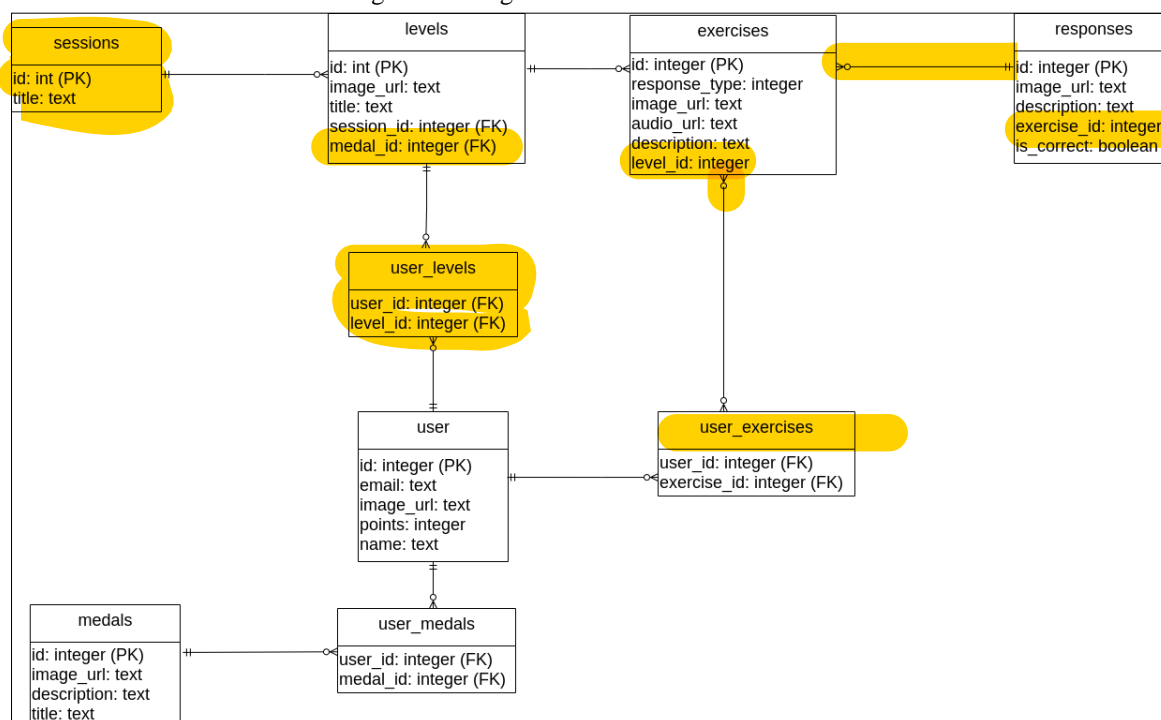 sessions
id: int (PK)
title: text
levels
id: int (PK)
image_url: text
title: text
session_id: integer (FK)
medal_id: integer (FK)
exercises
id: integer (PK)
response_type: integer
image_url: text
audio_url: text
description: text
level_id: integer
responses
id: integer (PK)
image_url: text
description: text
exercise_id: integer
is_correct: boolean
user_levels
user_id: integer (FK)
level_id: integer (FK)
user
id: integer (PK)
email: text
image_url: text
points: integer
name: text
user_exercises
user_id: integer (FK)
exercise_id: integer (FK)
medals
id: integer (PK)
image_url: text
description: text
title: text
user_medals
user_id: integer (FK)
medal_id: integer (FK)